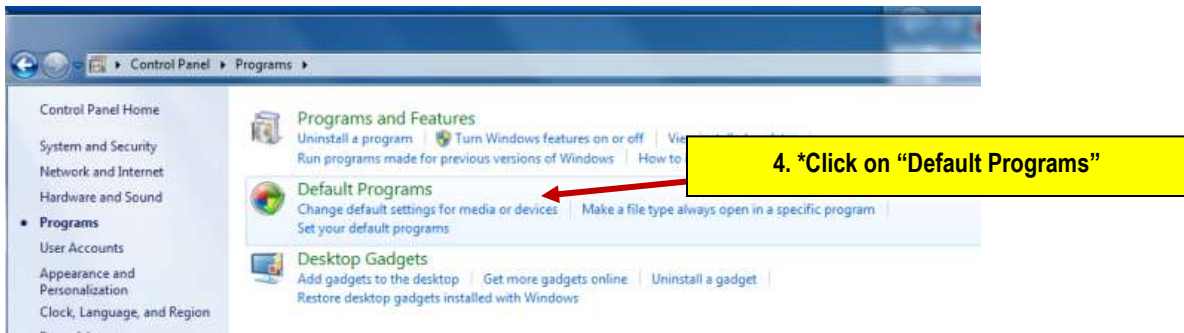 Control Panel ▸ Programs ▸
Control Panel Home
System and Security
Network and Internet
Hardware and Sound
• Programs
User Accounts
Appearance and
Personalization
Clock, Language, and Region
Programs and Features
Uninstall a program | Turn Windows features on or off |
Run programs made for previous versions of Windows | How to
Default Programs
Change default settings for media or devices | Make a file type always open in a specific program
Set your default programs
Desktop Gadgets
Add gadgets to the desktop | Get more gadgets online | Uninstall a gadget |
Restore desktop gadgets installed with Windows
4. *Click on “Default Programs”